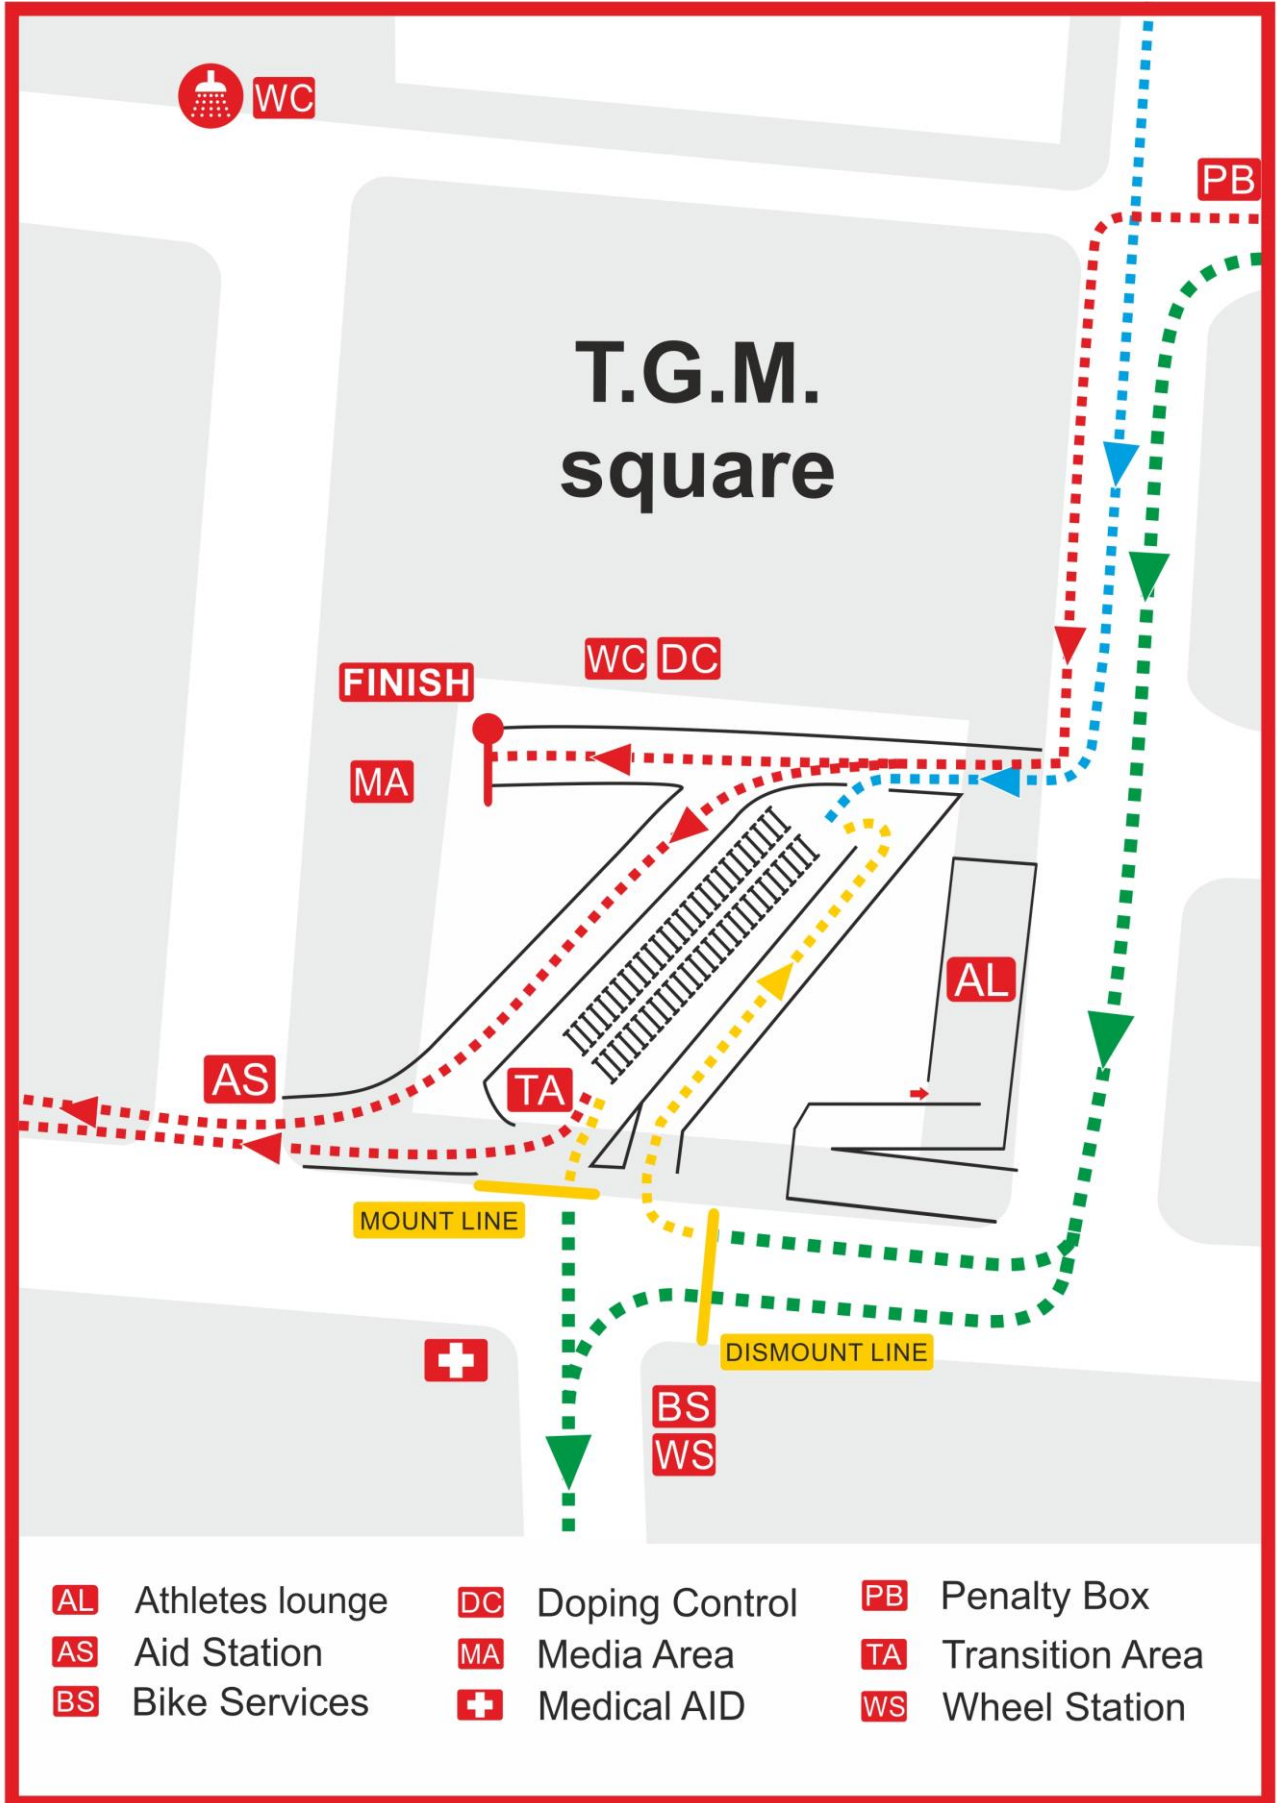 WC
PB
T.G.M.
square
WC DC
FINISH
MA
AL
AS
TA
MOUNT LINE
DISMOUNT LINE
BS
WS
AL Athletes lounge
AS Aid Station
BS Bike Services
DC Doping Control
MA Media Area
Medical AID
PB Penalty Box
TA Transition Area
WS Wheel Station